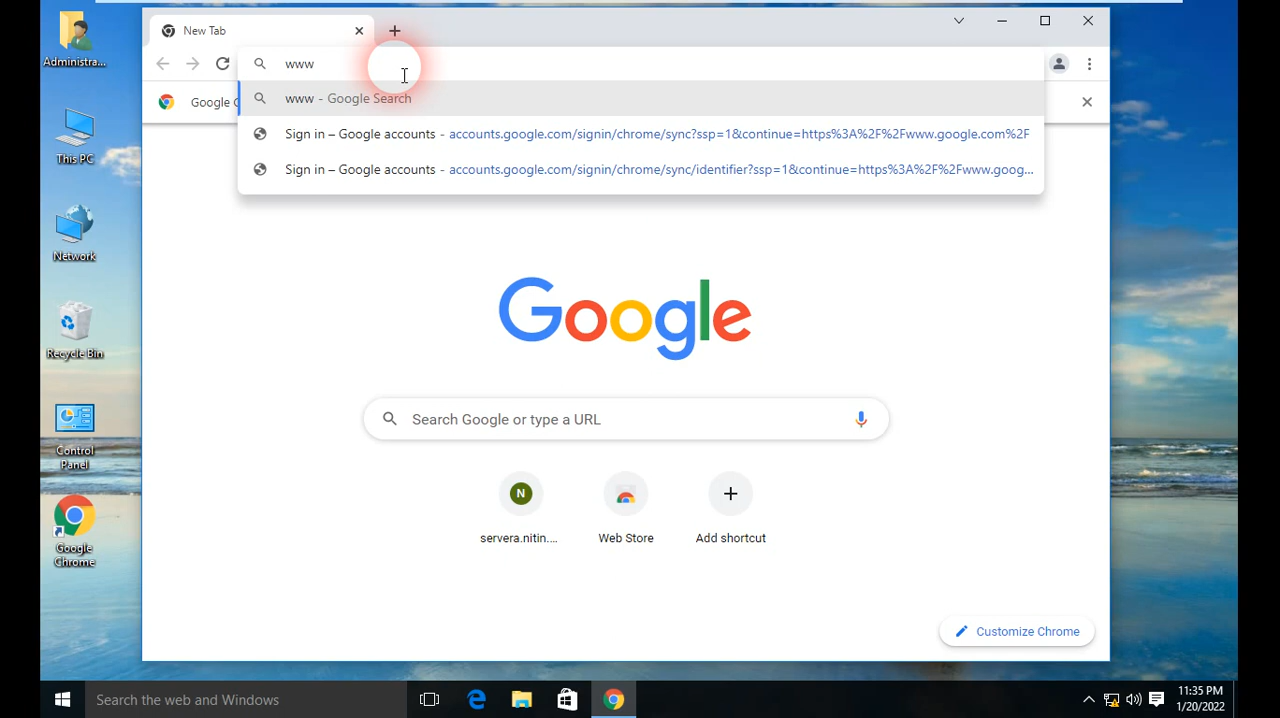 Administra...
This PC
Network
Recycle Bin
Control
Panel
Google
Chrome
New Tab
www
Google
www - Google Search
Sign in – Google accounts - accounts.google.com/signin/chrome/sync?ssp=1&continue=https%3A%2F%2Fwww.google.com%2F
Sign in – Google accounts - accounts.google.com/signin/chrome/sync/identifier?ssp=1&continue=https%3A%2F%2Fwww.goog...
Google
Search Google or type a URL
N
servera.nitin....
Web Store
Add shortcut
Customize Chrome
Search the web and Windows
11:35 PM
1/20/2022